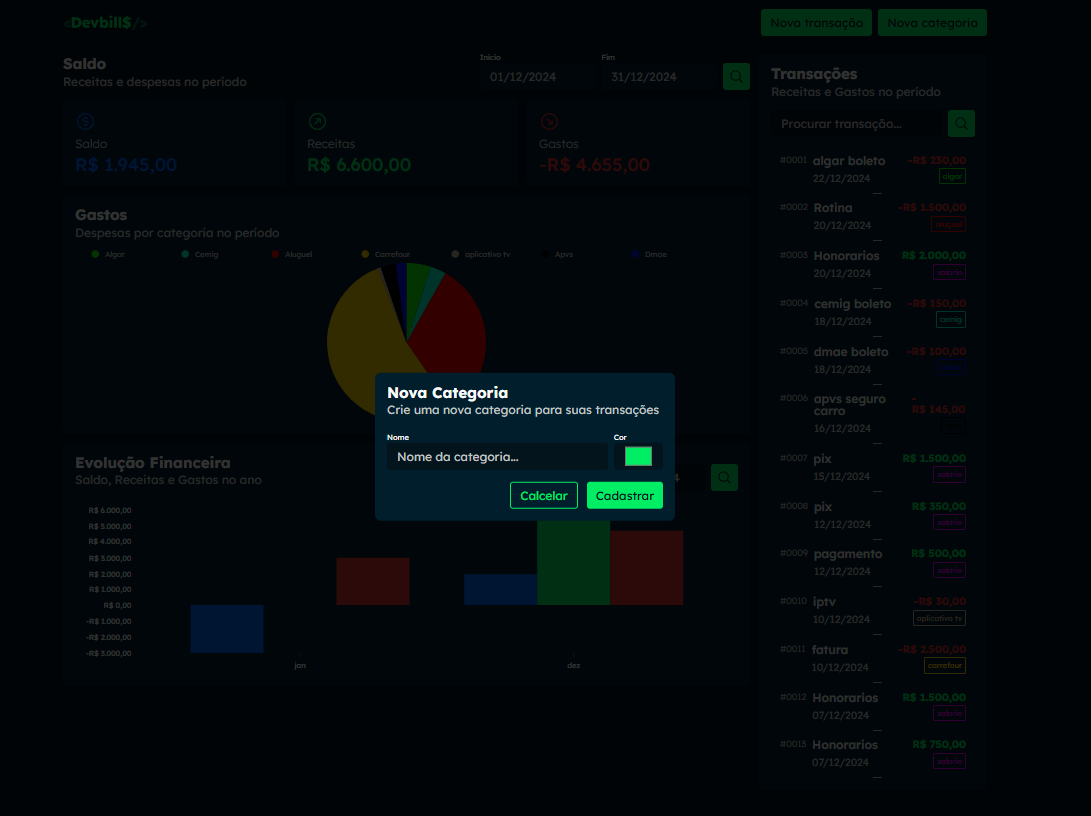 <Devbill$/>
Nova transação
Nova categoria
Saldo
Receitas e despesas no período
Início
01/12/2024
Fim
31/12/2024
Saldo
R$ 1.945,00
Receitas
R$ 6.600,00
Gastos
-R$ 4.655,00
Gastos
Despesas por categoria no período
Algar
Cemig
Aluguel
Carrefour
aplicativo tv
Apvs
Dmae
Nova Categoria
Crie uma nova categoria para suas transações
Nome
Cor
Nome da categoria...
Calcelar
Cadastrar
Evolução Financeira
Saldo, Receitas e Gastos no ano
4
R$ 6.000,00
R$ 5.000,00
R$ 4.000,00
R$ 3.000,00
R$ 2.000,00
R$ 1.000,00
R$ 0,00
-R$ 1.000,00
-R$ 2.000,00
-R$ 3.000,00
jan
dez
Transações
Receitas e Gastos no período
Procurar transação...
#0001 algar boleto -R$ 230,00
22/12/2024 algar
#0002 Rotina -R$ 1.500,00
20/12/2024 aluguel
#0003 Honorarios R$ 2.000,00
20/12/2024 salario
#0004 cemig boleto -R$ 150,00
18/12/2024 cemig
#0005 dmae boleto -R$ 100,00
18/12/2024
#0006 apvs seguro -
carro R$ 145,00
16/12/2024
#0007 pix R$ 1.500,00
15/12/2024 salario
#0008 pix R$ 350,00
12/12/2024 salario
#0009 pagamento R$ 500,00
12/12/2024 salario
#0010 iptv -R$ 30,00
10/12/2024 aplicativo tv
#0011 fatura -R$ 2.500,00
10/12/2024 carrefour
#0012 Honorarios R$ 1.500,00
07/12/2024 salario
#0013 Honorarios R$ 750,00
07/12/2024 salario